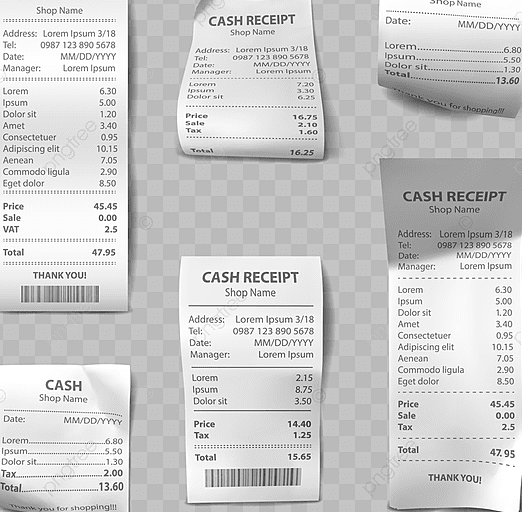 Shop Name
Address: Lorem Ipsum 3/18
Tel: 0987 123 890 5678
Date: MM/DD/YYYY
Manager: Lorem Ipsum
Lorem 6.30
Ipsum 5.00
Dolor sit 1.20
Amet 3.40
Consectetuer 0.95
Adipiscing elit 10.15
Aenean 7.05
Commodo ligula 2.90
Eget dolor 8.50
Price 45.45
Sale 0.00
VAT 2.5
Total 47.95
THANK YOU!
CASH RECEIPT
Shop Name
Address: Lorem Ipsum 3/18
Tel: 0987 123 890 5678
Date: MM/DD/YYYY
Manager: Lorem Ipsum
Lorem 7.20
Ipsum 3.30
Dolor sit 6.25
Price 16.75
Sale 2.10
Tax 1.60
Total 16.25
Shop Name
Date: MM/DD/YYYY
Lorem 6.80
Ipsum 5.50
Dolor sit 1.30
Total 13.60
Thank you for shopping!!!
CASH RECEIPT
Shop Name
Address: Lorem Ipsum 3/18
Tel: 0987 123 890 5678
Date: MM/DD/YYYY
Manager: Lorem Ipsum
Lorem 6.30
Ipsum 5.00
Dolor sit 1.20
Amet 3.40
Consectetuer 0.95
Adipiscing elit 10.15
Aenean 7.05
Commodo ligula 2.90
Eget dolor 8.50
Price 45.45
Sale 0.00
Tax 2.5
Total 47.95
THANK YOU!
CASH RECEIPT
Shop Name
Address: Lorem Ipsum 3/18
Tel: 0987 123 890 5678
Date: MM/DD/YYYY
Manager: Lorem Ipsum
Lorem 2.15
Ipsum 8.75
Dolor sit 3.50
Price 14.40
Tax 1.25
Total 15.65
CASH
Shop Name
Date: MM/DD/YYYY
Lorem 6.80
Ipsum 5.50
Dolor sit 1.30
Tax 2.00
Total 13.60
Thank you for shopping!!!
pngtree